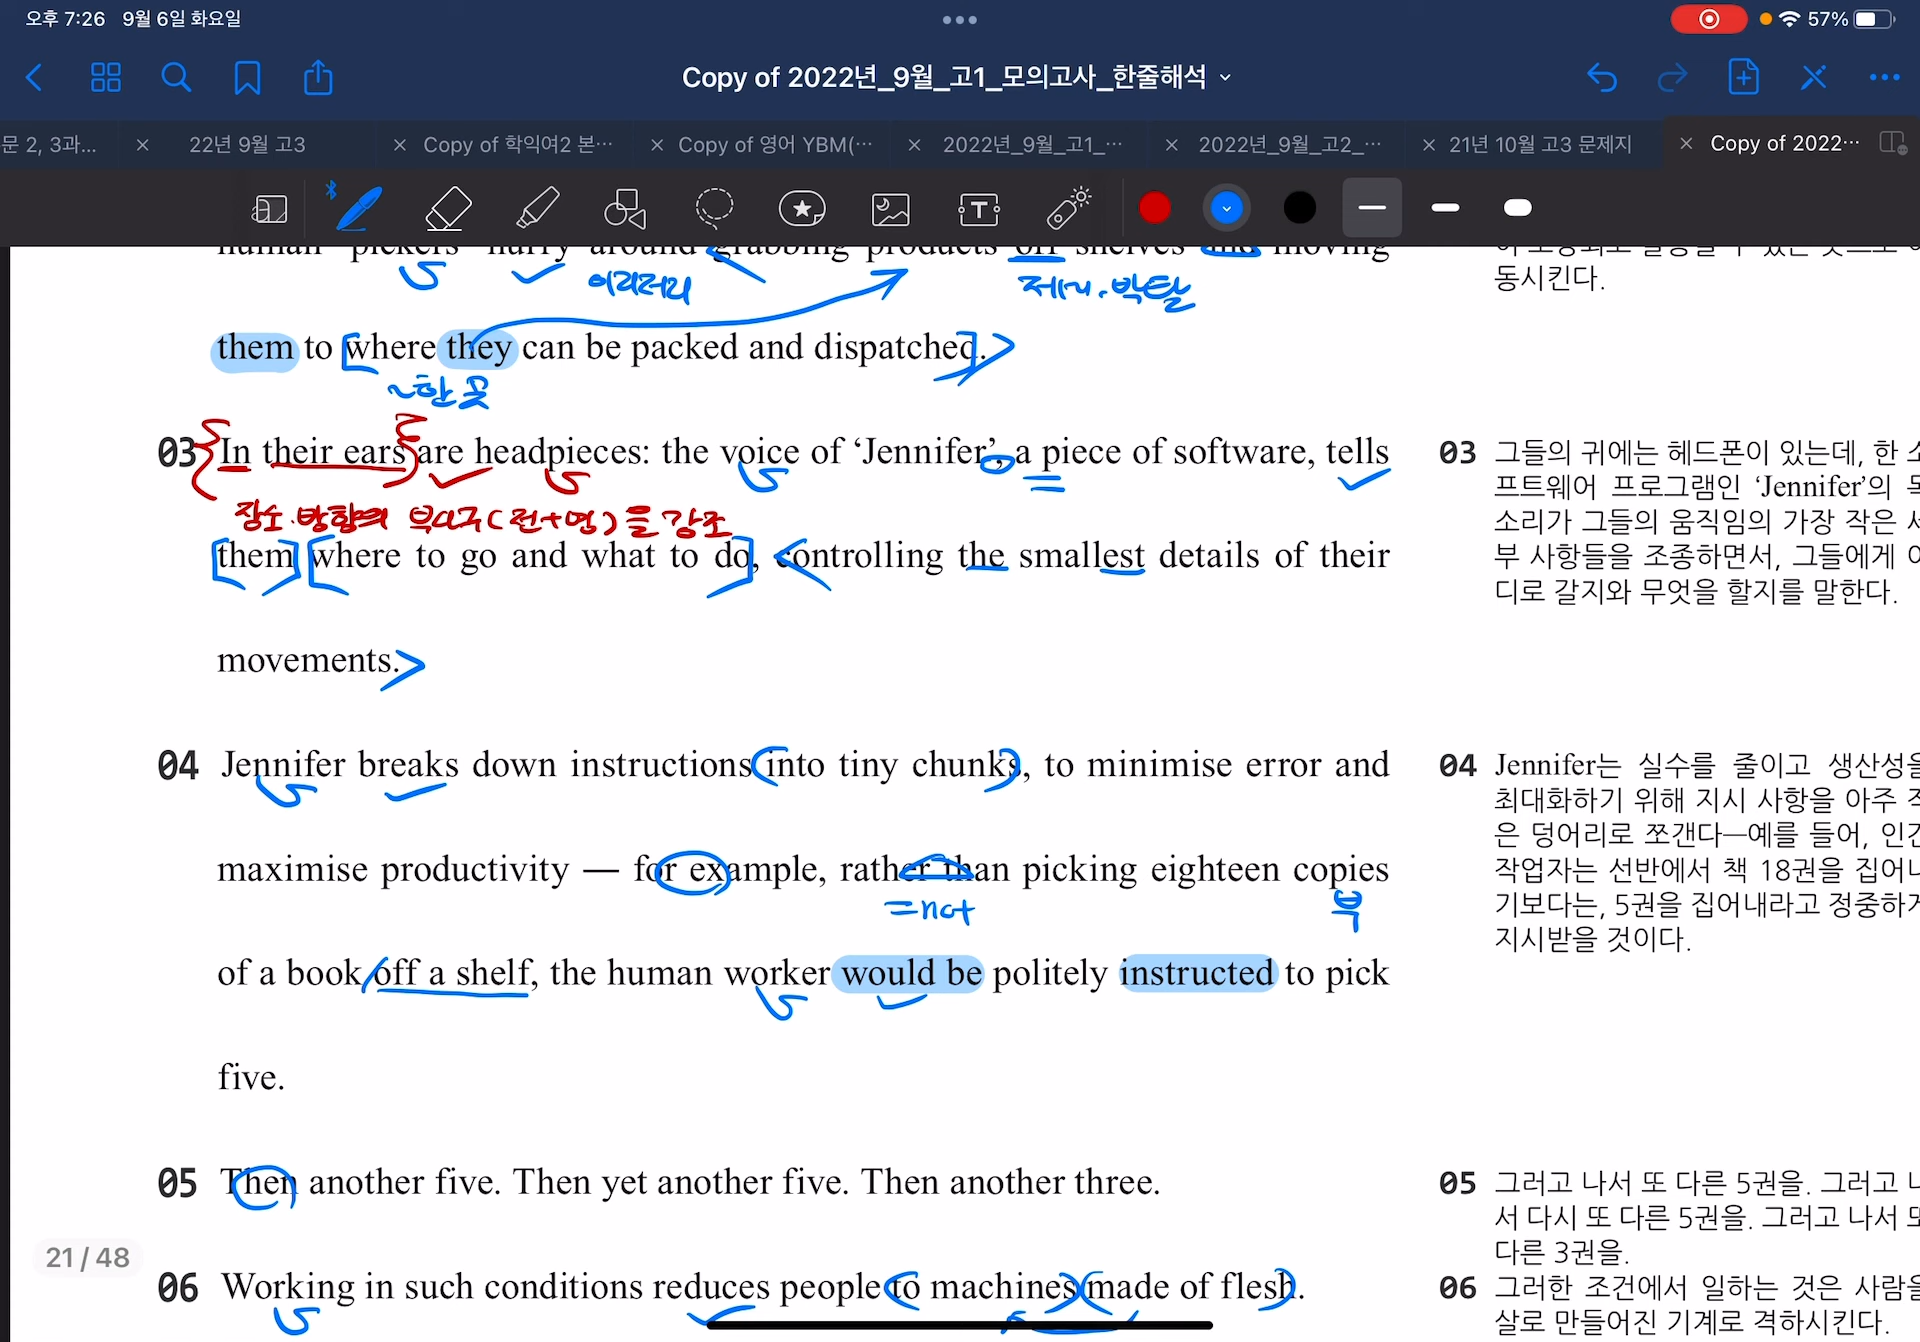 오후 7:26 9월 6일 화요일
57%
Copy of 2022년_9월_고1_모의고사_한줄해석
문 2, 3과... 22년 9월 고3 Copy of 학익여2 본… Copy of 영어 YBM(… 2022년_9월_고1_… 2022년_9월_고2_… 21년 10월 고3 문제지 Copy of 2022…
human pickers hurry around grabbing products off shelves and moving
이리저리 제거, 박탈
them to where they can be packed and dispatched.
~한 곳
03 In their ears are headpieces: the voice of ‘Jennifer’, a piece of software, tells
장소·방향의 부사구(전+명)을 강조
them where to go and what to do, controlling the smallest details of their
movements.
04 Jennifer breaks down instructions into tiny chunks, to minimise error and
maximise productivity — for example, rather than picking eighteen copies
=not 부
of a book off a shelf, the human worker would be politely instructed to pick
five.
05 Then another five. Then yet another five. Then another three.
06 Working in such conditions reduces people to machines made of flesh.
동시킨다.
03 그들의 귀에는 헤드폰이 있는데, 한 소
프트웨어 프로그램인 ‘Jennifer’의 목
소리가 그들의 움직임의 가장 작은 세
부 사항들을 조종하면서, 그들에게 어
디로 갈지와 무엇을 할지를 말한다.
04 Jennifer는 실수를 줄이고 생산성을
최대화하기 위해 지시 사항을 아주 작
은 덩어리로 쪼갠다—예를 들어, 인간
작업자는 선반에서 책 18권을 집어내
기보다는, 5권을 집어내라고 정중하게
지시받을 것이다.
05 그러고 나서 또 다른 5권을. 그러고 나
서 다시 또 다른 5권을. 그러고 나서 또
다른 3권을.
06 그러한 조건에서 일하는 것은 사람을
살로 만들어진 기계로 격하시킨다.
21 / 48